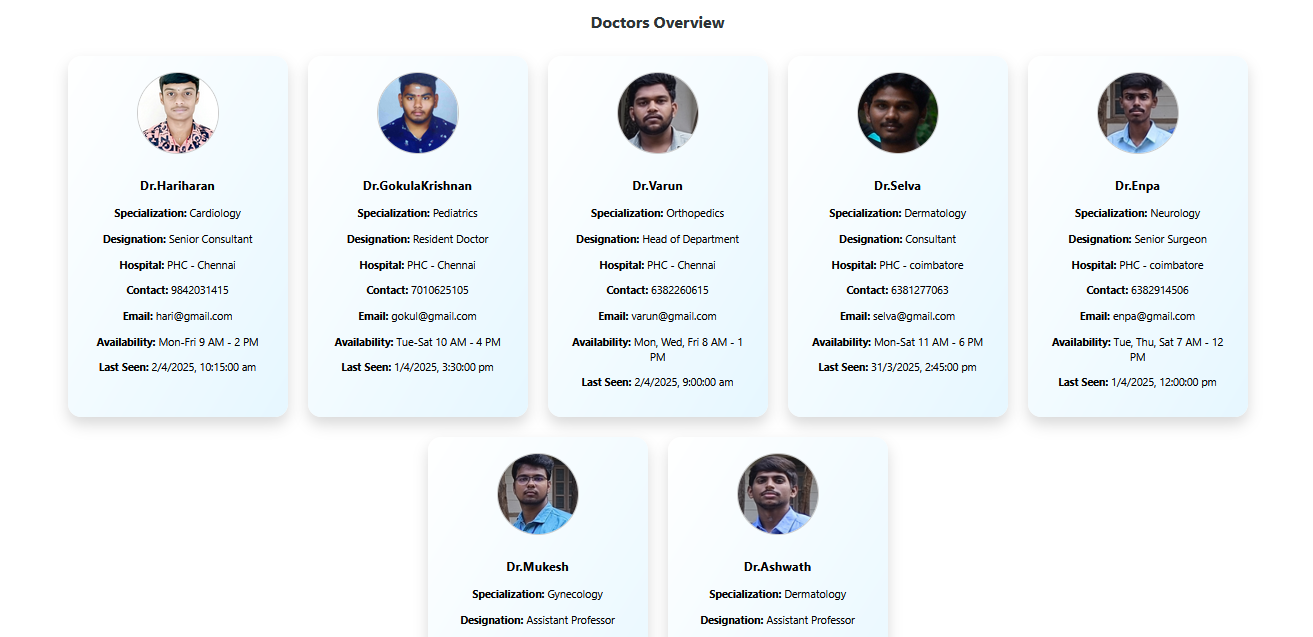 Doctors Overview
Dr.Hariharan
Specialization: Cardiology
Designation: Senior Consultant
Hospital: PHC - Chennai
Contact: 9842031415
Email: hari@gmail.com
Availability: Mon-Fri 9 AM - 2 PM
Last Seen: 2/4/2025, 10:15:00 am
Dr.GokulaKrishnan
Specialization: Pediatrics
Designation: Resident Doctor
Hospital: PHC - Chennai
Contact: 7010625105
Email: gokul@gmail.com
Availability: Tue-Sat 10 AM - 4 PM
Last Seen: 1/4/2025, 3:30:00 pm
Dr.Varun
Specialization: Orthopedics
Designation: Head of Department
Hospital: PHC - Chennai
Contact: 6382260615
Email: varun@gmail.com
Availability: Mon, Wed, Fri 8 AM - 1
PM
Last Seen: 2/4/2025, 9:00:00 am
Dr.Selva
Specialization: Dermatology
Designation: Consultant
Hospital: PHC - coimbatore
Contact: 6381277063
Email: selva@gmail.com
Availability: Mon-Sat 11 AM - 6 PM
Last Seen: 31/3/2025, 2:45:00 pm
Dr.Enpa
Specialization: Neurology
Designation: Senior Surgeon
Hospital: PHC - coimbatore
Contact: 6382914506
Email: enpa@gmail.com
Availability: Tue, Thu, Sat 7 AM - 12
PM
Last Seen: 1/4/2025, 12:00:00 pm
Dr.Mukesh
Specialization: Gynecology
Designation: Assistant Professor
Dr.Ashwath
Specialization: Dermatology
Designation: Assistant Professor